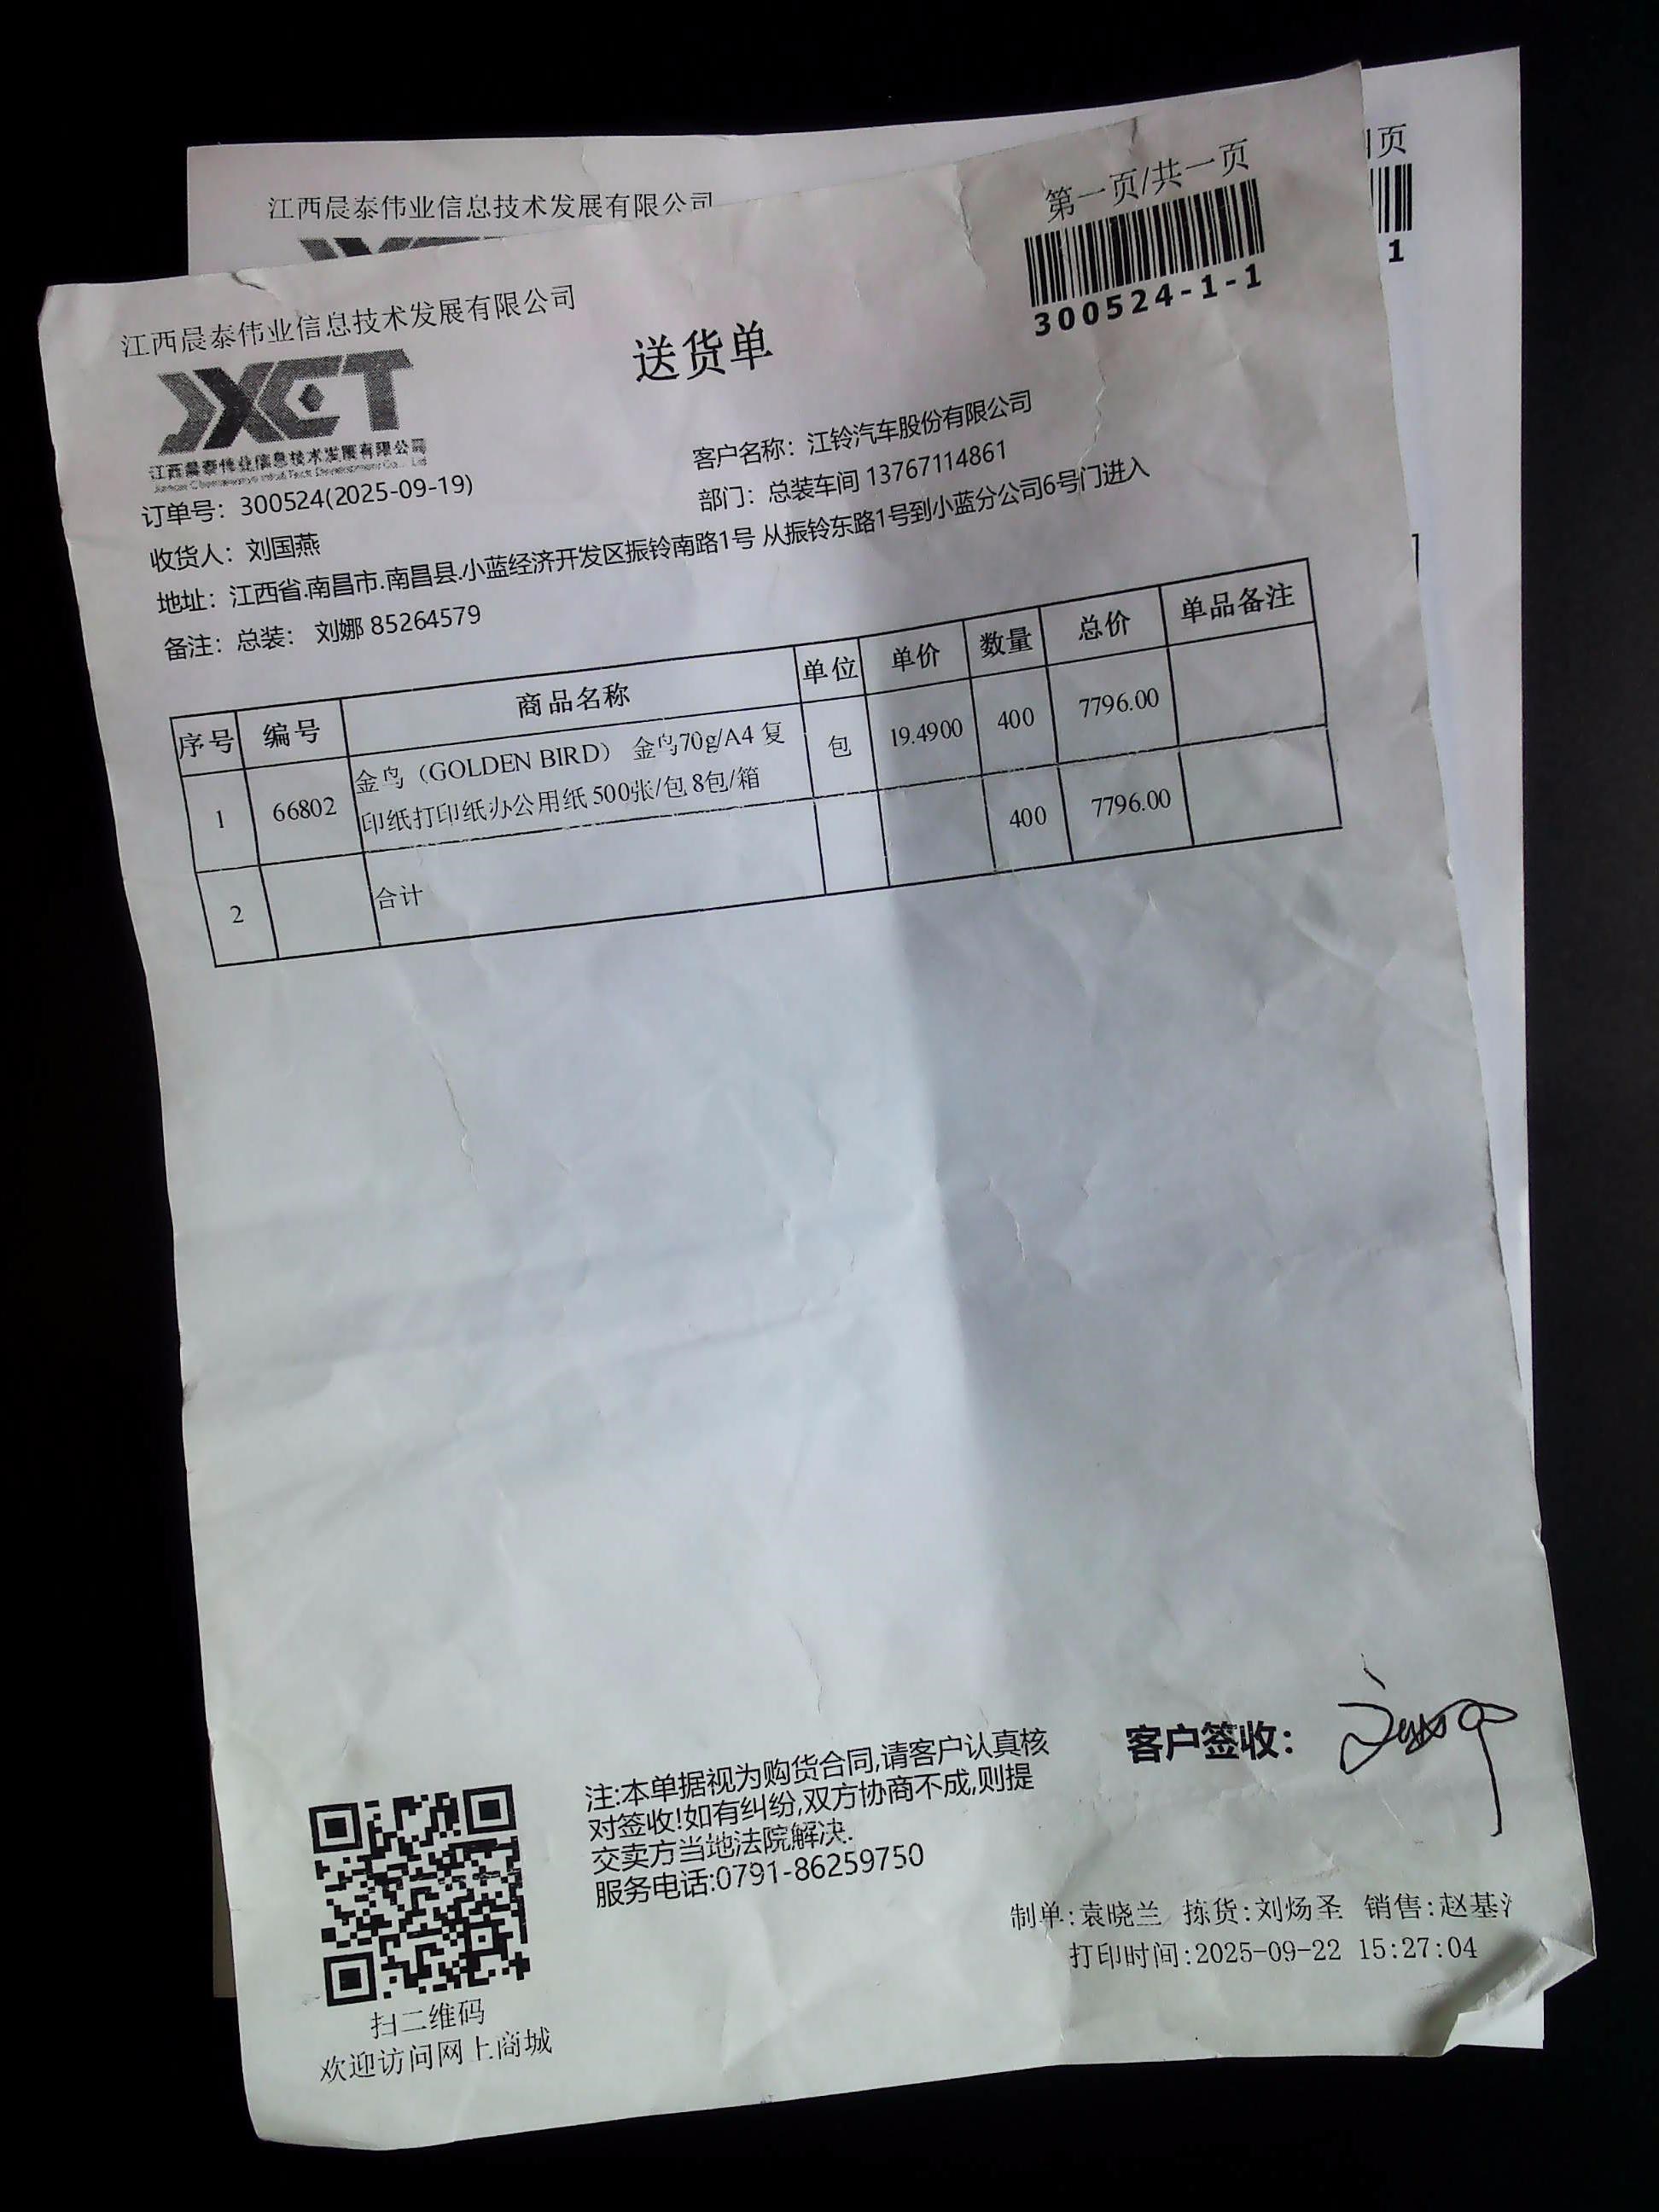 江西晨泰伟业信息技术发展有限公司
1页
1
第一页/共一页
300524-1-1
江西晨泰伟业信息技术发展有限公司
JXCT
江西晨泰伟业信息技术发展有限公司
送货单
订单号：300524(2025-09-19)
客户名称：江铃汽车股份有限公司
收货人：刘国燕
部门：总装车间 13767114861
地址：江西省.南昌市.南昌县.小蓝经济开发区振铃南路1号 从振铃东路1号到小蓝分公司6号门进入
备注：总装： 刘娜 85264579
序号 编号 商品名称 单位 单价 数量 总价 单品备注
1 66802 金鸟（GOLDEN BIRD） 金鸟70g/A4 复 包 19.4900 400 7796.00
印纸打印纸办公用纸 500张/包 8包/箱
2 合计 400 7796.00
注:本单据视为购货合同,请客户认真核
对签收!如有纠纷,双方协商不成,则提
交卖方当地法院解决.
服务电话:0791-86259750
客户签收：
制单:袁晓兰 拣货:刘炀圣 销售:赵基
打印时间:2025-09-22 15:27:04
扫二维码
欢迎访问网上商城